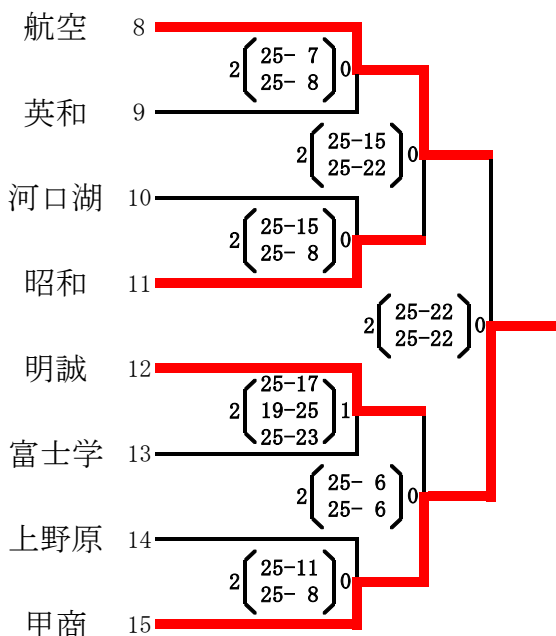 航空 8
2 25- 7 0
25- 8
英和 9
2 25-15 0
25-22
河口湖 10
2 25-15 0
25- 8
昭和 11
2 25-22 0
25-22
明誠 12
25-17
2 19-25 1
25-23
富士学 13
2 25- 6 0
25- 6
上野原 14
2 25-11 0
25- 8
甲商 15